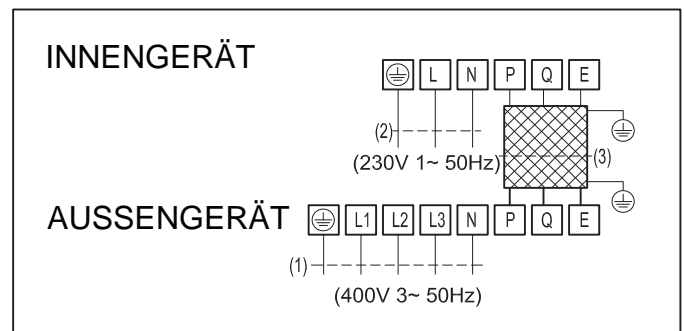 INNENGERÄT
L N P Q E
(2)
(230V 1~ 50Hz)
(3)
AUSSENGERÄT L1 L2 L3 N P Q E
(1)
(400V 3~ 50Hz)